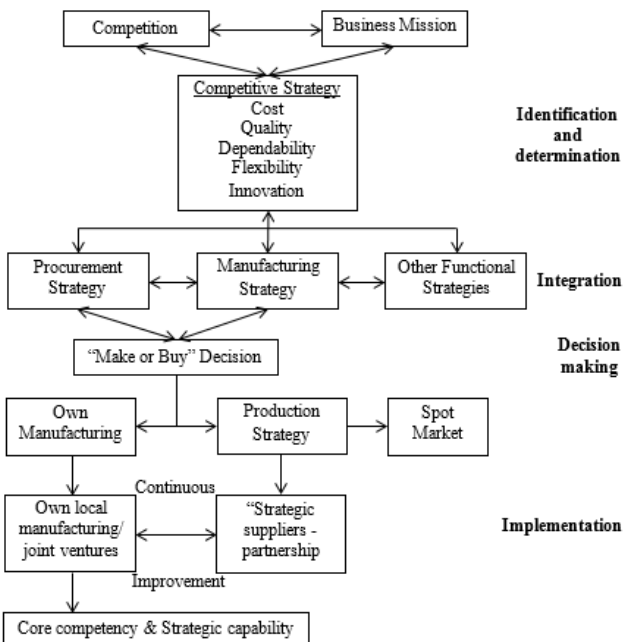 Competition
Business Mission
Competitive Strategy
Cost
Quality
Dependability
Flexibility
Innovation
Identification
and
determination
Procurement
Strategy
Manufacturing
Strategy
Other Functional
Strategies
Integration
“Make or Buy” Decision
Decision
making
Own
Manufacturing
Production
Strategy
Spot
Market
Continuous
Own local
manufacturing/
joint ventures
“Strategic
suppliers -
partnership
Implementation
Improvement
Core competency & Strategic capability